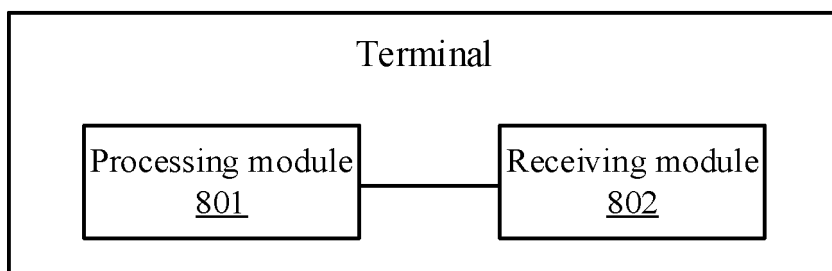 Terminal
Processing module
801
Receiving module
802